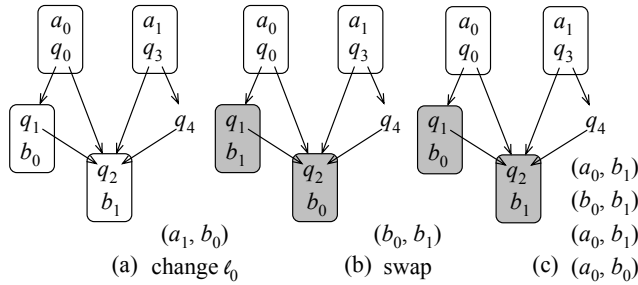 a₀ a₁
q₀ q₃
q₁ q₄
b₀
q₂
b₁
(a₁, b₀)
(a) change ℓ₀
a₀ a₁
q₀ q₃
q₁ q₄
b₁
q₂
b₀
(b₀, b₁)
(b) swap
a₀ a₁
q₀ q₃
q₁ q₄
b₀
q₂
b₁
(a₀, b₁)
(b₀, b₁)
(a₀, b₁)
(c) (a₀, b₀)